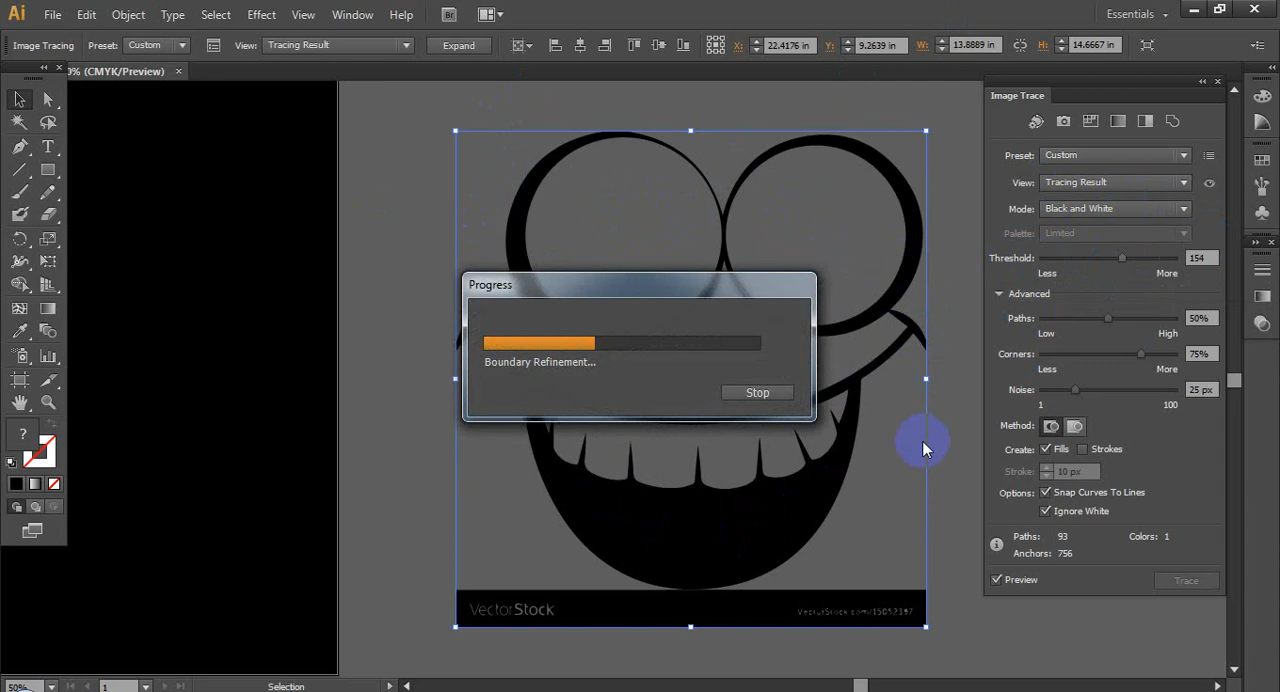 Ai File Edit Object Type Select Effect View Window Help Br Essentials
Image Tracing Preset: Custom View: Tracing Result Expand X: 22.4176 in Y: 9.2639 in W: 13.8889 in H: 14.6667 in
0% (CMYK/Preview)
Image Trace
Preset: Custom
View: Tracing Result
Mode: Black and White
Palette: Limited
Threshold: 154
Less More
Advanced
Paths: 50%
Low High
Corners: 75%
Less More
Noise: 25 px
1 100
Method:
Create: Fills Strokes
Stroke: 10 px
Options: Snap Curves To Lines
Ignore White
Paths: 93 Colors: 1
Anchors: 756
Preview Trace
Progress
Boundary Refinement...
Stop
?
VectorStock
50% 1 Selection